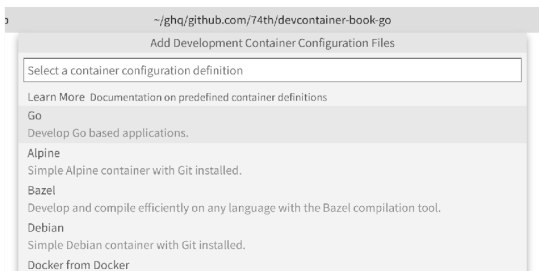 ~/ghq/github.com/74th/devcontainer-book-go
Add Development Container Configuration Files
Select a container configuration definition
Learn More Documentation on predefined container definitions
Go
Develop Go based applications.
Alpine
Simple Alpine container with Git installed.
Bazel
Develop and compile efficiently on any language with the Bazel compilation tool.
Debian
Simple Debian container with Git installed.
Docker from Docker